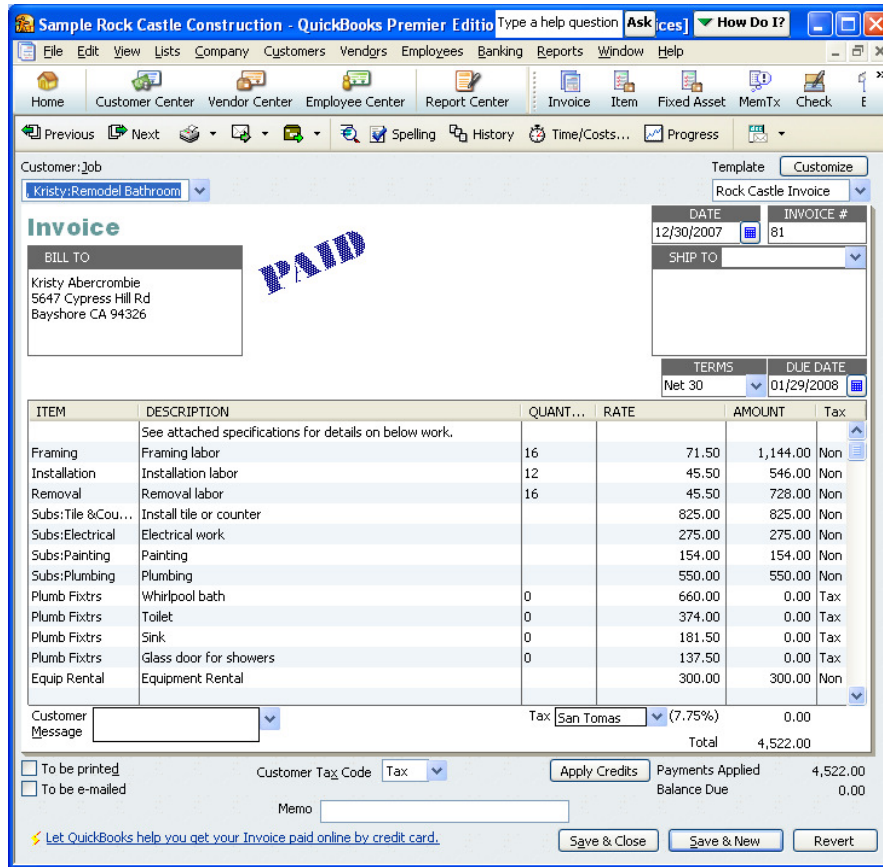 Sample Rock Castle Construction - QuickBooks Premier Editio Type a help question Ask ices] How Do I?
File Edit View Lists Company Customers Vendors Employees Banking Reports Window Help
Home Customer Center Vendor Center Employee Center Report Center Invoice Item Fixed Asset MemTx Check E
Previous Next Spelling History Time/Costs... Progress
Customer:Job Template Customize
, Kristy:Remodel Bathroom Rock Castle Invoice
Invoice DATE INVOICE #
12/30/2007 81
BILL TO PAID SHIP TO
Kristy Abercrombie
5647 Cypress Hill Rd
Bayshore CA 94326
TERMS DUE DATE
Net 30 01/29/2008
ITEM DESCRIPTION QUANT... RATE AMOUNT Tax
See attached specifications for details on below work.
Framing Framing labor 16 71.50 1,144.00 Non
Installation Installation labor 12 45.50 546.00 Non
Removal Removal labor 16 45.50 728.00 Non
Subs:Tile &Cou... Install tile or counter 825.00 825.00 Non
Subs:Electrical Electrical work 275.00 275.00 Non
Subs:Painting Painting 154.00 154.00 Non
Subs:Plumbing Plumbing 550.00 550.00 Non
Plumb Fixtrs Whirlpool bath 0 660.00 0.00 Tax
Plumb Fixtrs Toilet 0 374.00 0.00 Tax
Plumb Fixtrs Sink 0 181.50 0.00 Tax
Plumb Fixtrs Glass door for showers 0 137.50 0.00 Tax
Equip Rental Equipment Rental 300.00 300.00 Non
Customer Message Tax San Tomas (7.75%) 0.00
Total 4,522.00
To be printed Customer Tax Code Tax Apply Credits Payments Applied 4,522.00
To be e-mailed Balance Due 0.00
Memo
Let QuickBooks help you get your Invoice paid online by credit card. Save & Close Save & New Revert